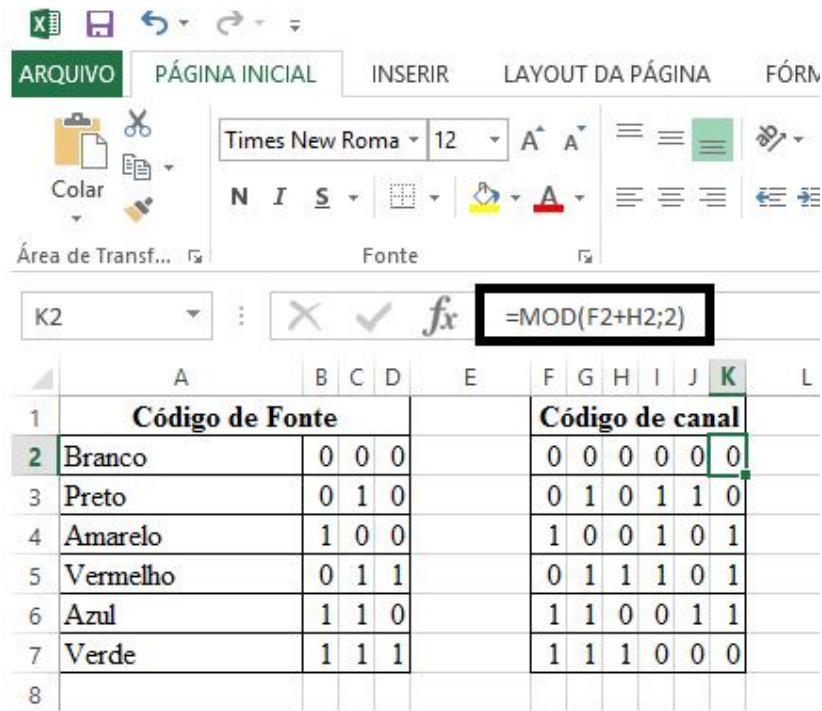 ARQUIVO PÁGINA INICIAL INSERIR LAYOUT DA PÁGINA FÓRM
Colar
Times New Roma 12 A A
N I S A
Área de Transf... Fonte
K2 fx =MOD(F2+H2;2)
A B C D E F G H I J K L
1 Código de Fonte Código de canal
2 Branco 0 0 0 0 0 0 0 0 0
3 Preto 0 1 0 0 1 0 1 1 0
4 Amarelo 1 0 0 1 0 0 1 0 1
5 Vermelho 0 1 1 0 1 1 1 0 1
6 Azul 1 1 0 1 1 0 0 1 1
7 Verde 1 1 1 1 1 1 0 0 0
8